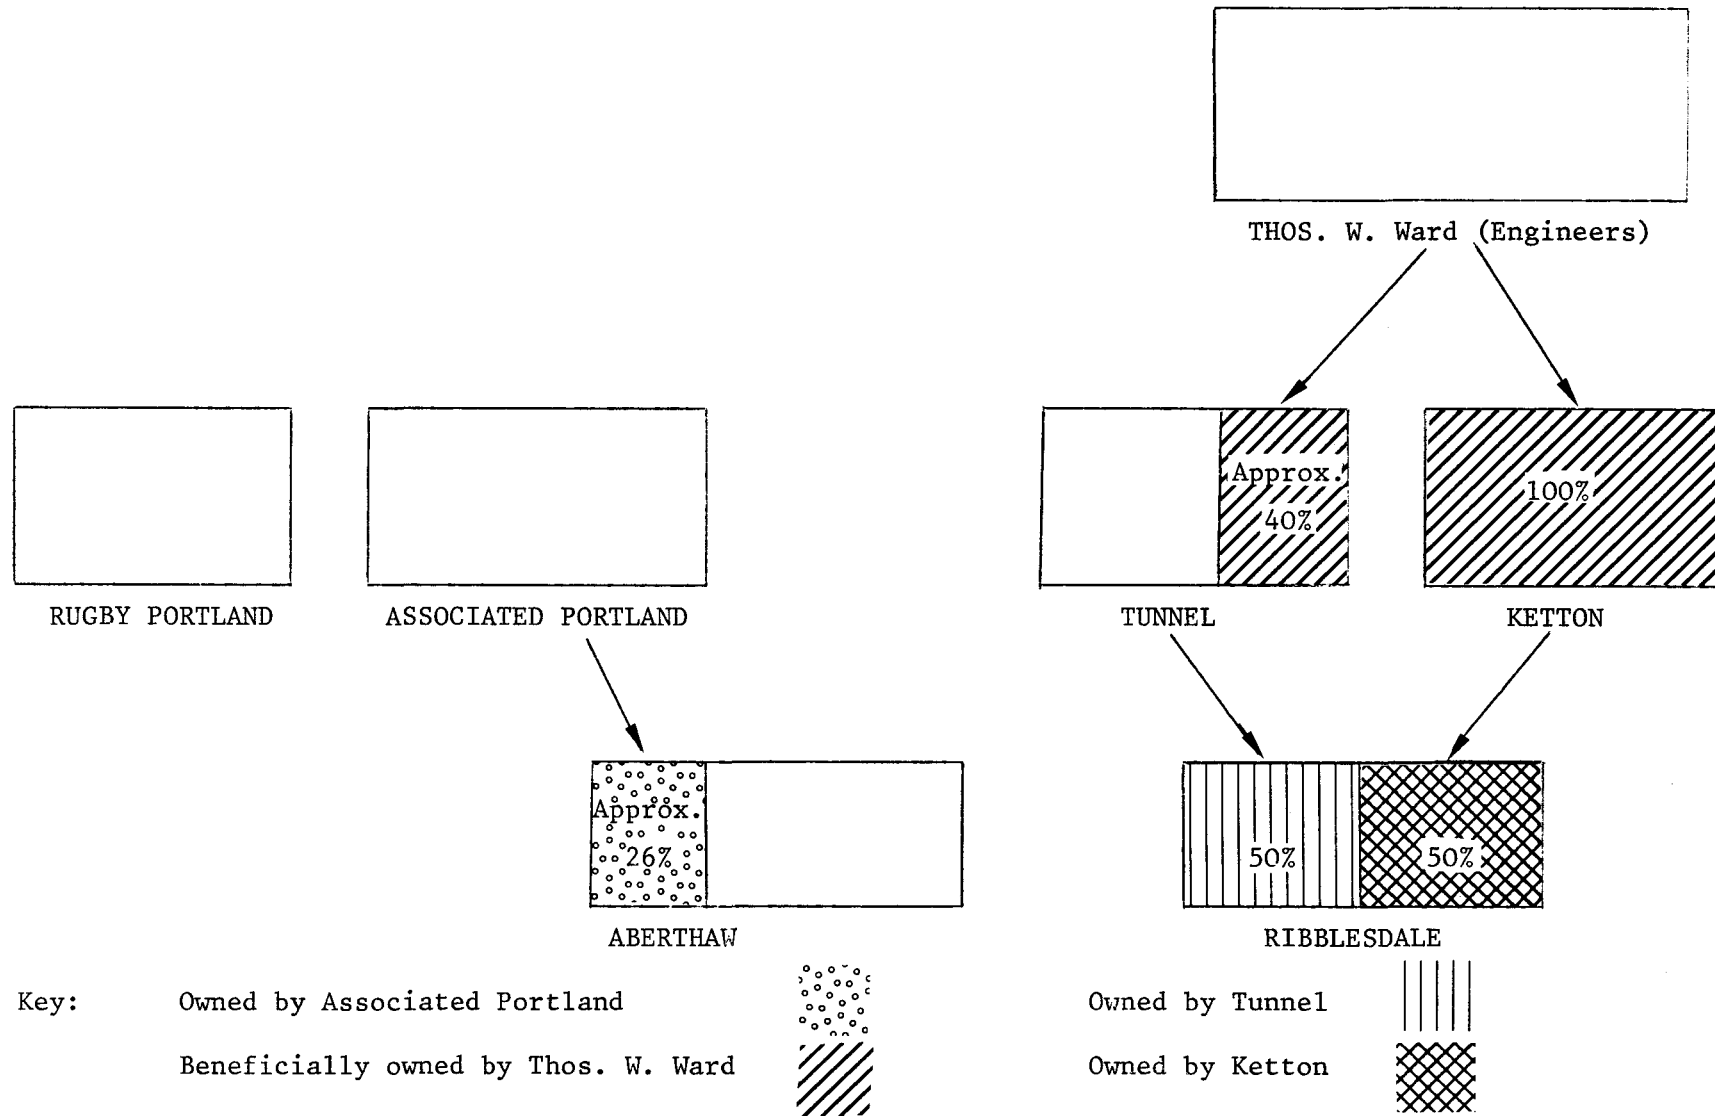 THOS. W. Ward (Engineers)
Approx.
40%
100%
RUGBY PORTLAND
ASSOCIATED PORTLAND
TUNNEL
KETTON
Approx.
26%
50%
50%
ABERTHAW
RIBBLESDALE
Key:
Owned by Associated Portland
Owned by Tunnel
Beneficially owned by Thos. W. Ward
Owned by Ketton